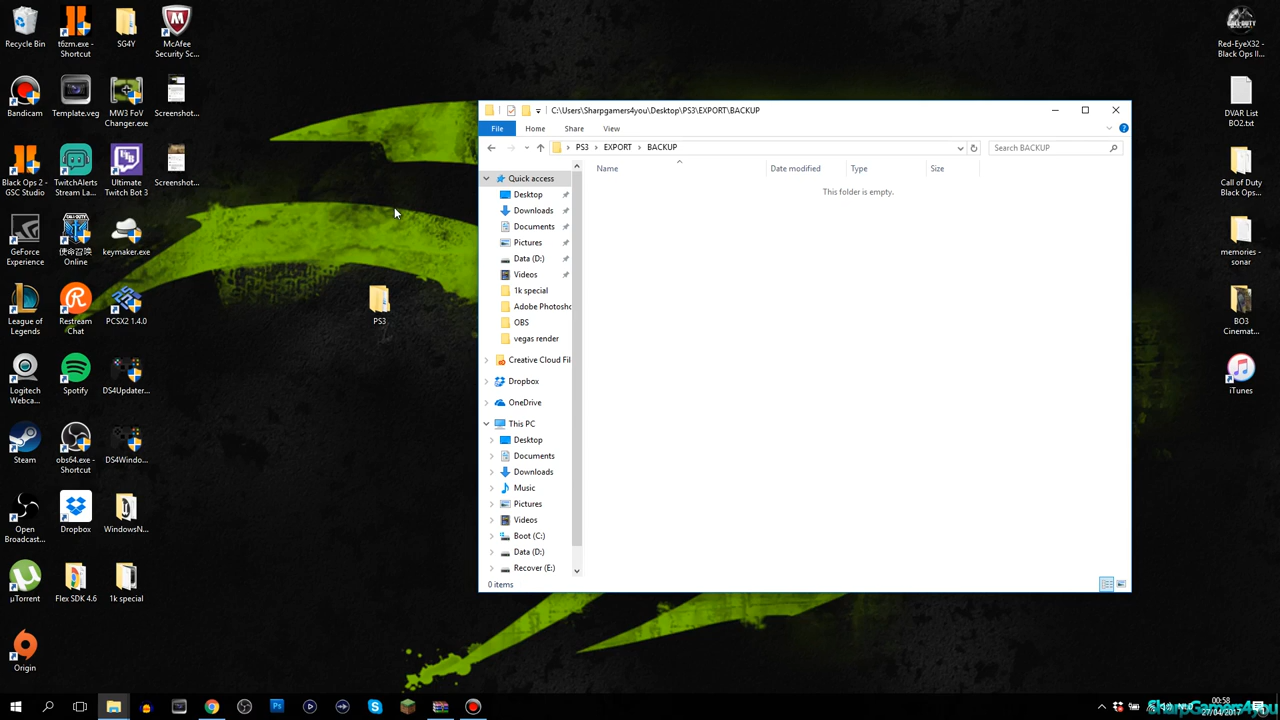 Recycle Bin
t6zm.exe -
Shortcut
SG4Y
McAfee
Security Sc...
Bandicam
Template.veg
MW3 FoV
Changer.exe
Screenshot...
Black Ops 2 -
GSC Studio
TwitchAlerts
Stream La...
Ultimate
Twitch Bot 3
Screenshot...
GeForce
Experience
使命召唤
Online
keymaker.exe
League of
Legends
Restream
Chat
PCSX2 1.4.0
Logitech
Webca...
Spotify
DS4Updater...
Steam
obs64.exe -
Shortcut
DS4Windo...
Open
Broadcast...
Dropbox
WindowsN...
µTorrent
Flex SDK 4.6
1k special
Origin
PS3
C:\Users\Sharpgamers4you\Desktop\PS3\EXPORT\BACKUP
File
Home
Share
View
PS3
EXPORT
BACKUP
Search BACKUP
Name
Date modified
Type
Size
This folder is empty.
Quick access
Desktop
Downloads
Documents
Pictures
Data (D:)
Videos
1k special
Adobe Photosho
OBS
vegas render
Creative Cloud Fil
Dropbox
OneDrive
This PC
Desktop
Documents
Downloads
Music
Pictures
Videos
Boot (C:)
Data (D:)
Recover (E:)
0 items
CALL·DUTY
Red-EyeX32 -
Black Ops II...
DVAR List
BO2.txt
Call of Duty
Black Ops...
memories -
sonar
BO3
Cinemat...
iTunes
NLD
00:58
27/04/2017
SharpGamers4you